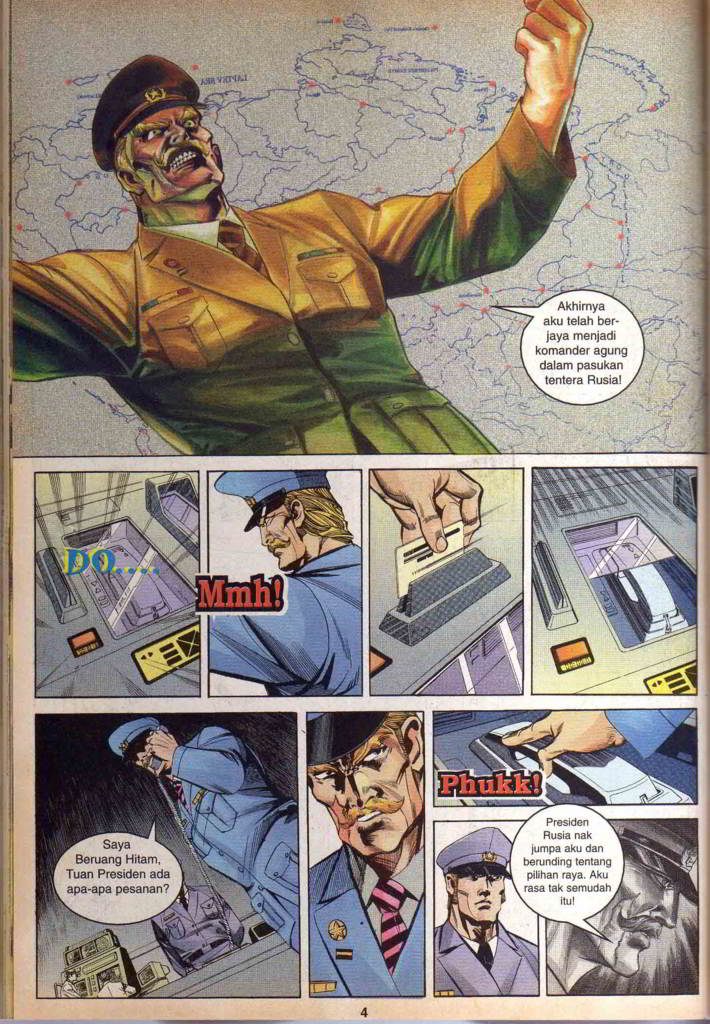 LAPTEV SEA
Akhirnya
aku telah ber-
jaya menjadi
komander agung
dalam pasukan
tentera Rusia!
DO.....
Mmh!
Phukk!
Saya
Beruang Hitam,
Tuan Presiden ada
apa-apa pesanan?
Presiden
Rusia nak
jumpa aku dan
berunding tentang
pilihan raya. Aku
rasa tak semudah
itu!
4